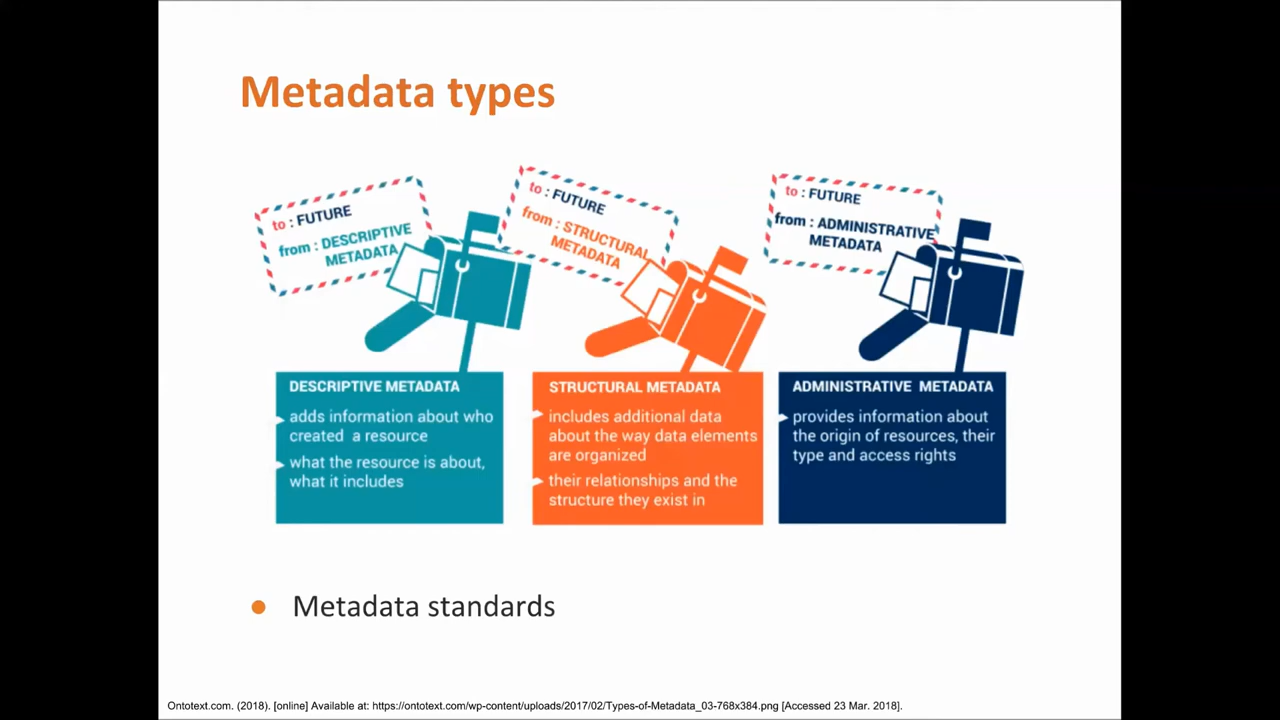 Metadata types
to : FUTURE
from : DESCRIPTIVE
METADATA
to : FUTURE
from : STRUCTURAL
METADATA
to : FUTURE
from : ADMINISTRATIVE
METADATA
DESCRIPTIVE METADATA
adds information about who
created a resource
what the resource is about,
what it includes
STRUCTURAL METADATA
includes additional data
about the way data elements
are organized
their relationships and the
structure they exist in
ADMINISTRATIVE METADATA
provides information about
the origin of resources, their
type and access rights
Metadata standards
Ontotext.com. (2018). [online] Available at: https://ontotext.com/wp-content/uploads/2017/02/Types-of-Metadata_03-768x384.png [Accessed 23 Mar. 2018].